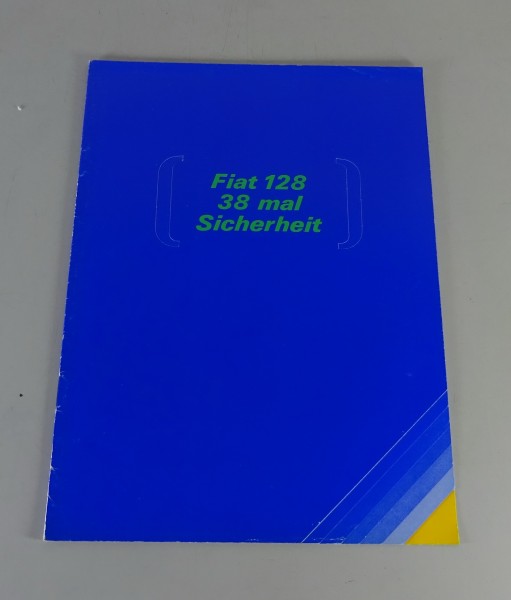 Fiat 128
38 mal
Sicherheit